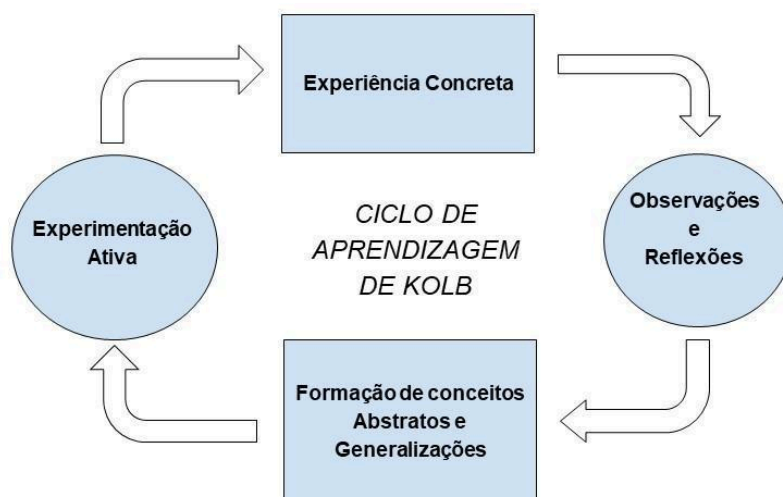 Experiência Concreta
Observações
e
Reflexões
Formação de conceitos
Abstratos e
Generalizações
Experimentação
Ativa
CICLO DE
APRENDIZAGEM
DE KOLB